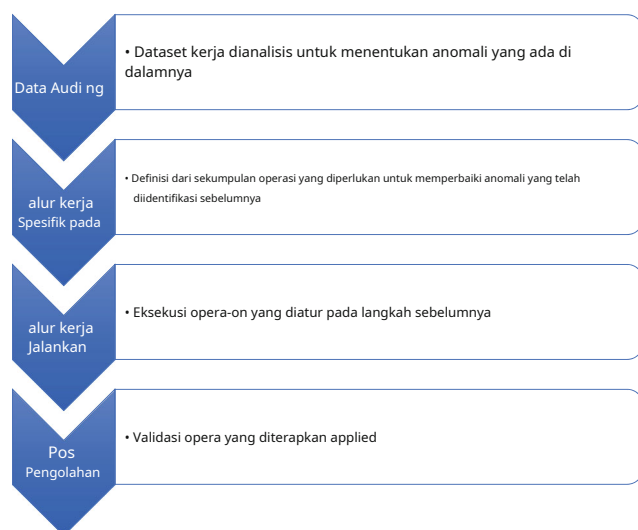 Data Audi ng
• Dataset kerja dianalisis untuk menentukan anomali yang ada di
dalamnya
alur kerja
Spesifik pada
• Definisi dari sekumpulan operasi yang diperlukan untuk memperbaiki anomali yang telah
diidentifikasi sebelumnya
alur kerja
Jalankan
• Eksekusi opera-on yang diatur pada langkah sebelumnya
Pos
Pengolahan
• Validasi opera yang diterapkan applied